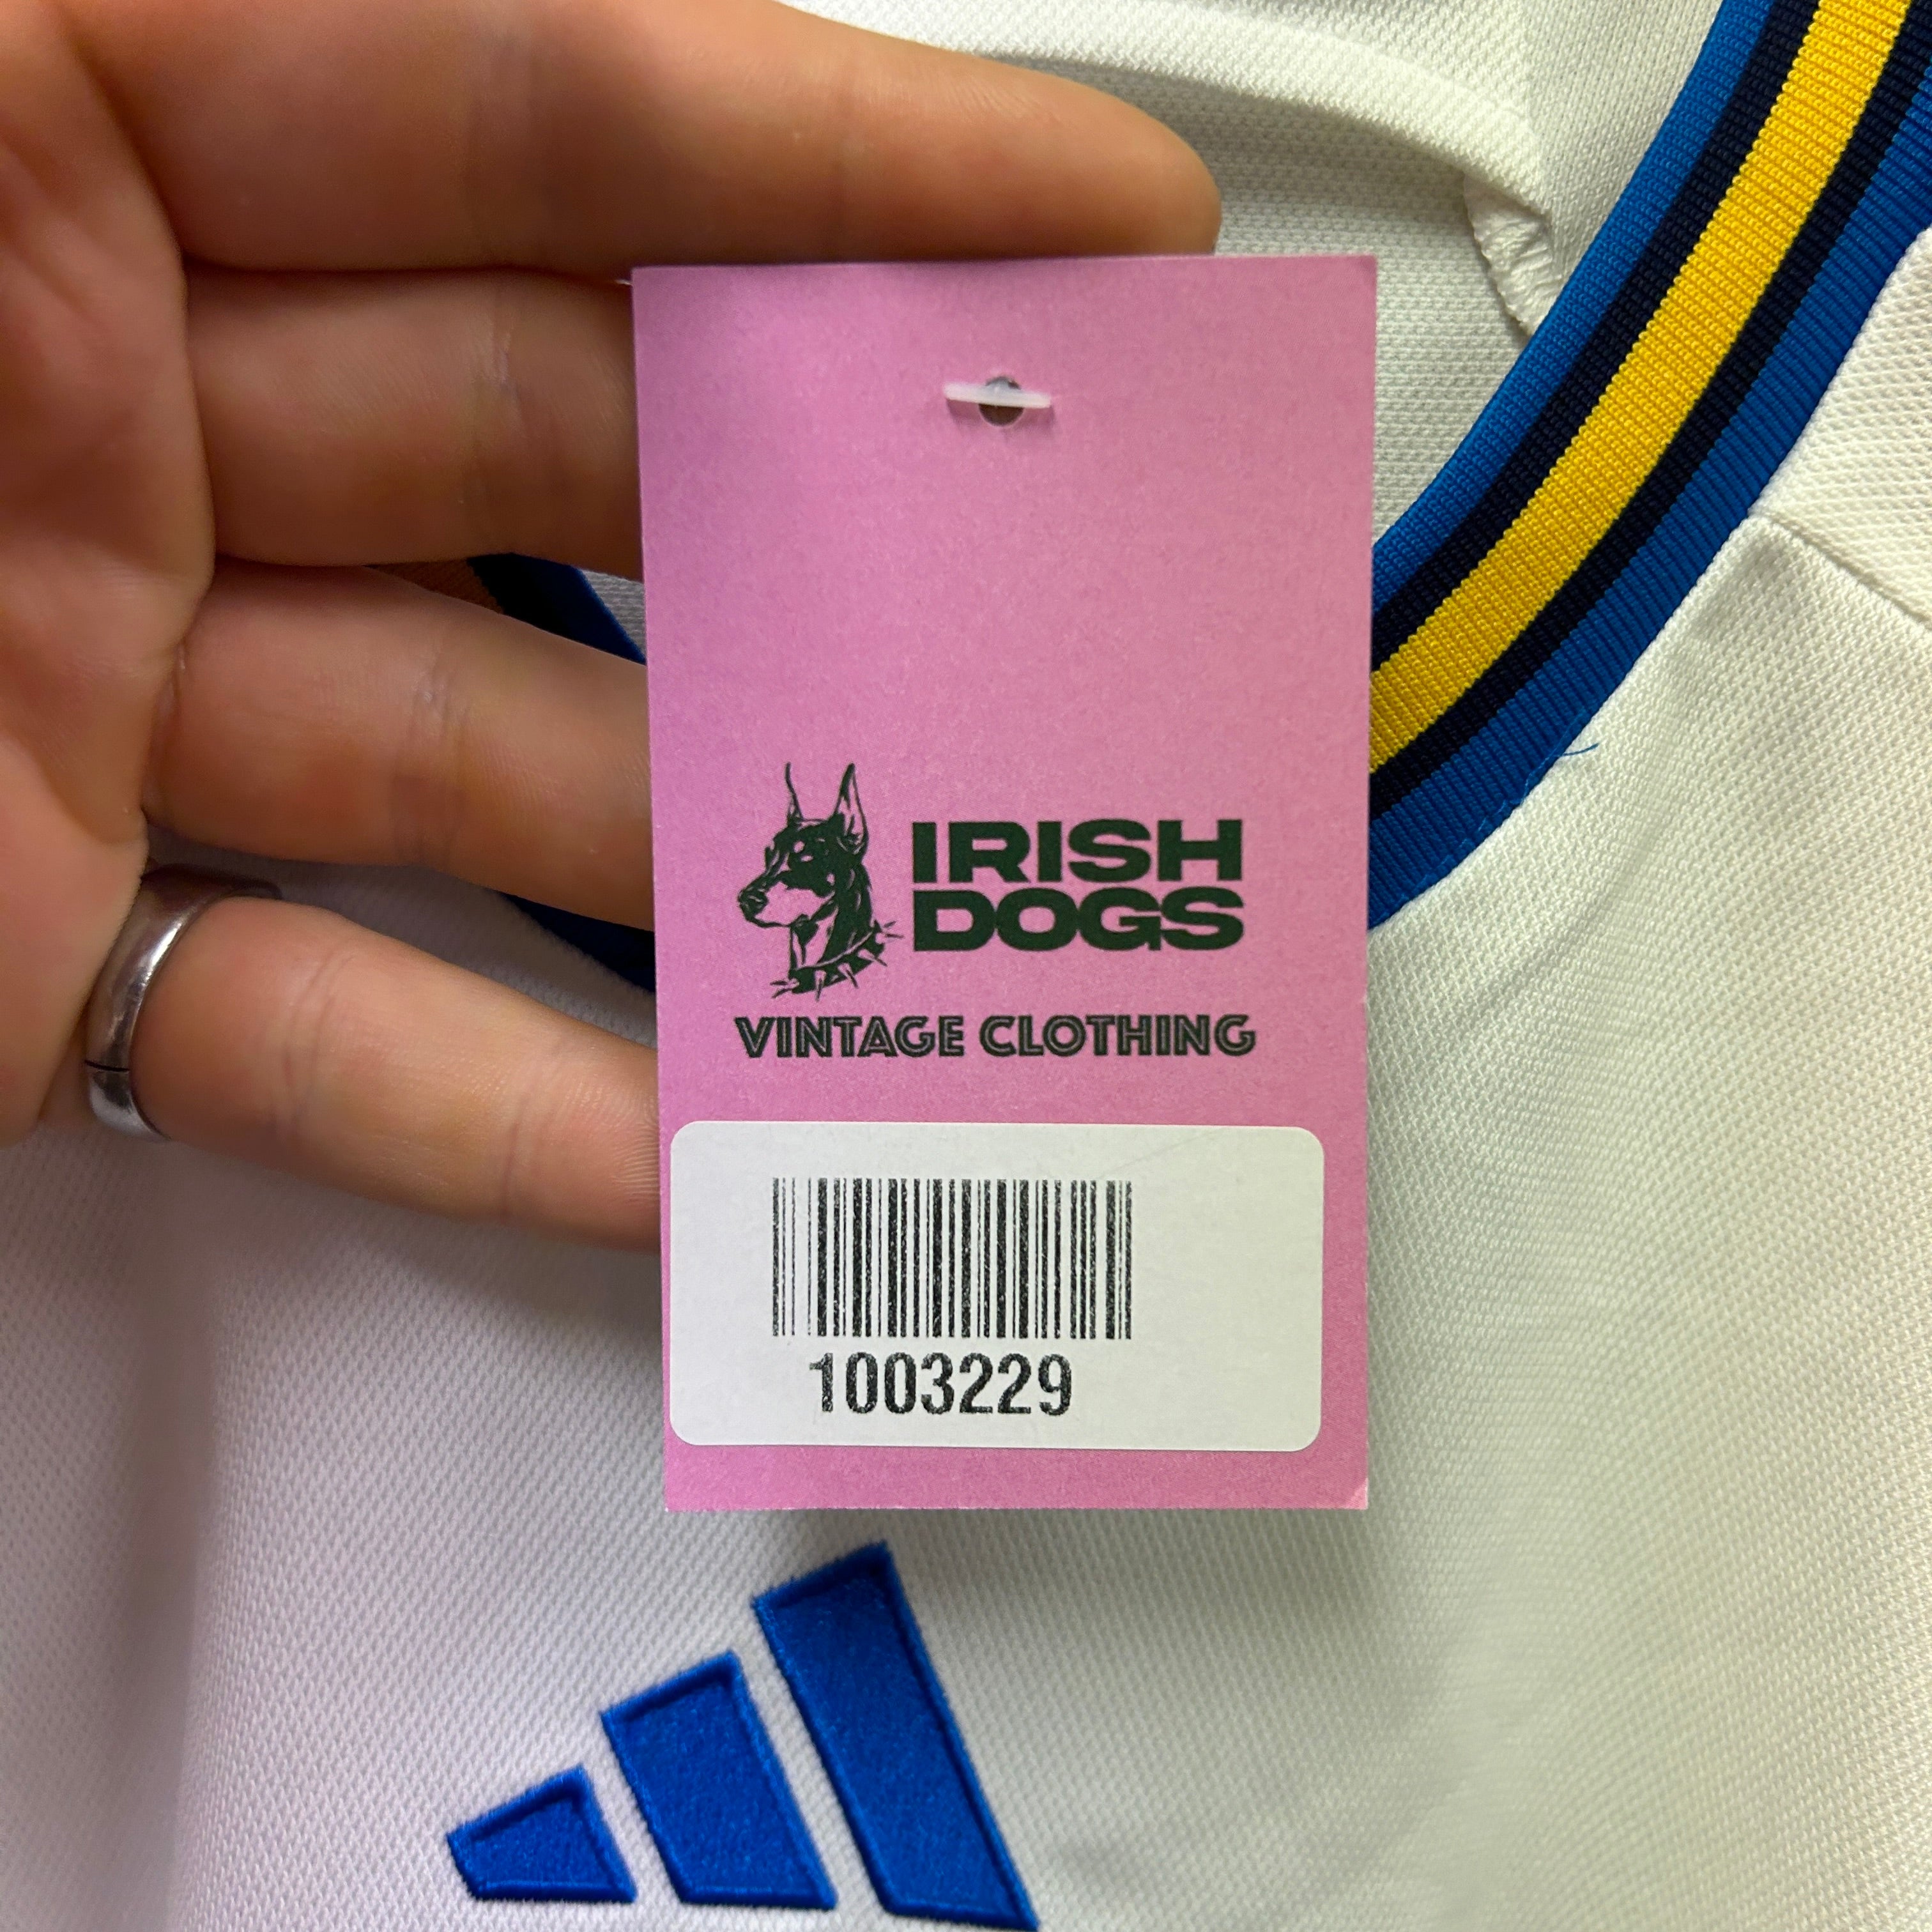 IRISH
DOGS
VINTAGE CLOTHING
1003229